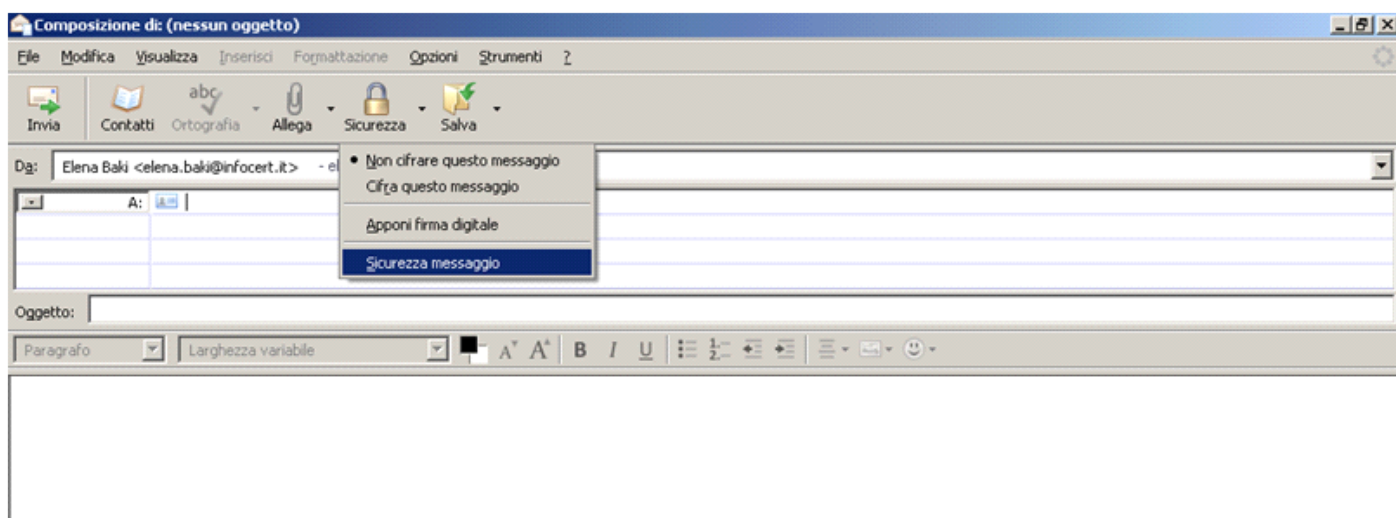 Composizione di: (nessun oggetto)
File Modifica Visualizza Inserisci Formattazione Opzioni Strumenti ?
Invia Contatti Ortografia Allega Sicurezza Salva
Da: Elena Baki <elena.baki@infocert.it> - el
Non cifrare questo messaggio
Cifra questo messaggio
Apponi firma digitale
Sicurezza messaggio
A:
Oggetto:
Paragrafo Larghezza variabile